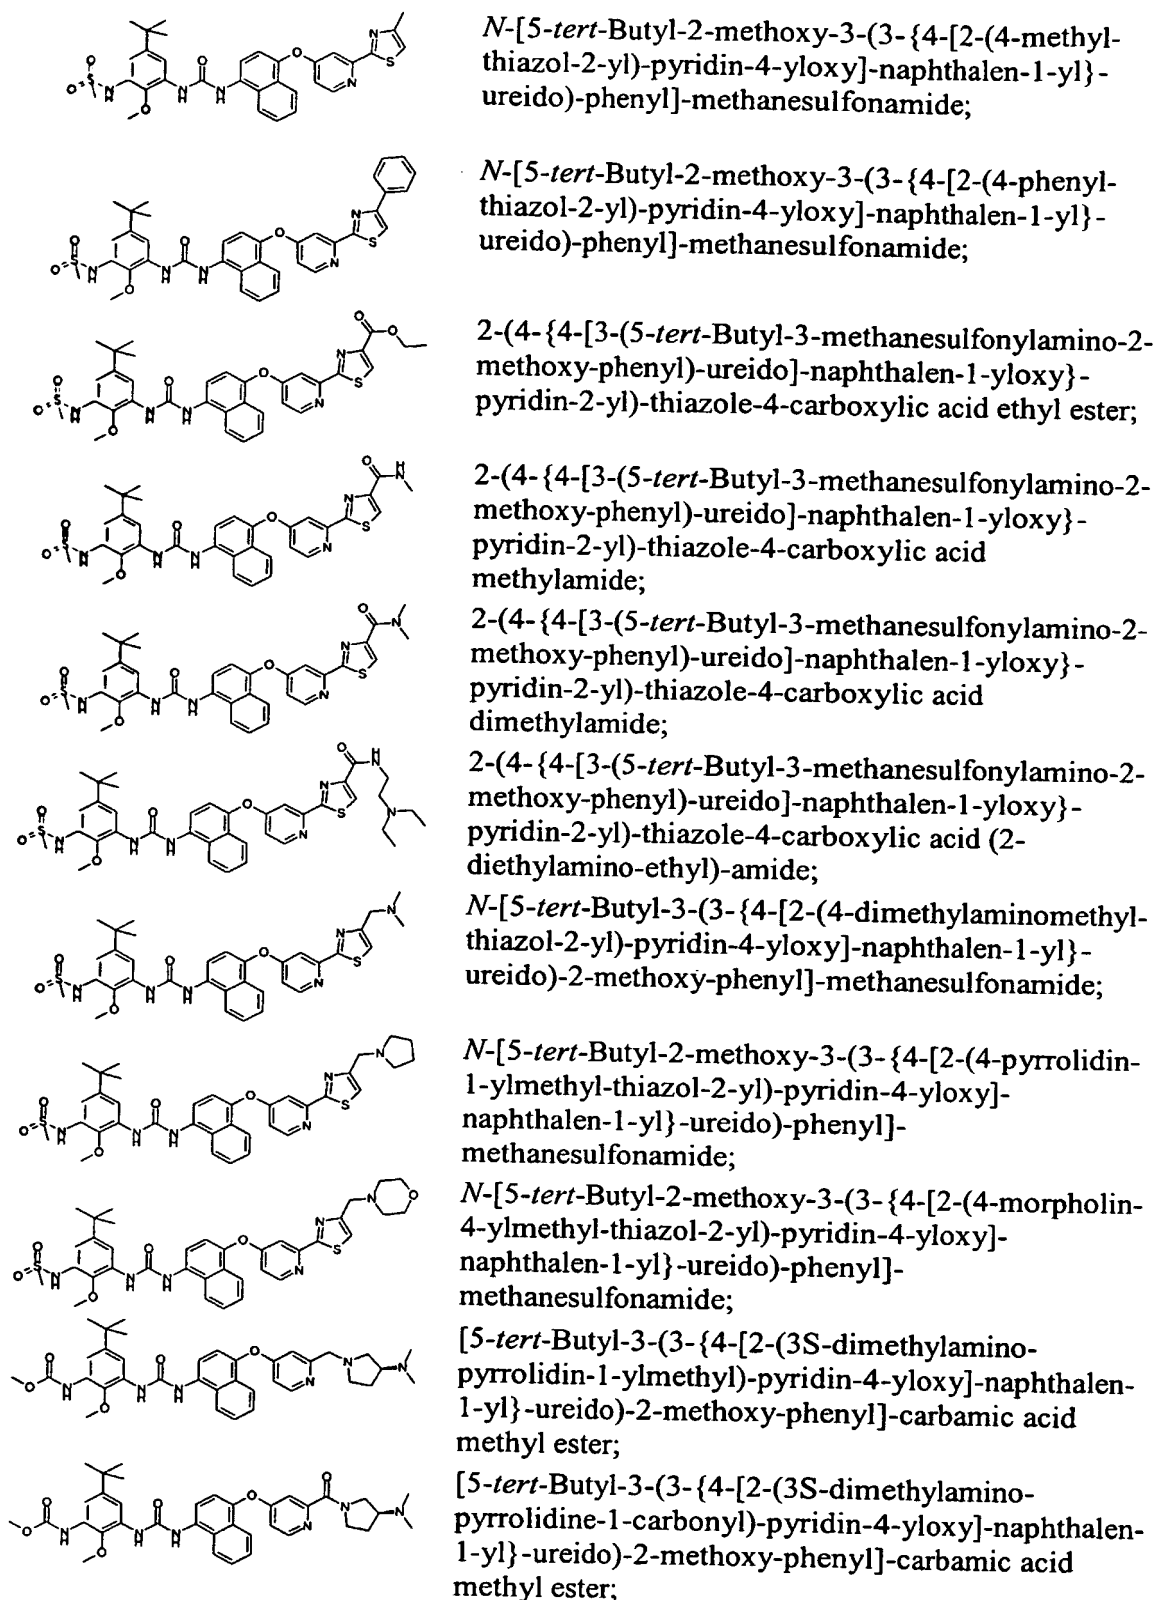 N-[5-tert-Butyl-2-methoxy-3-(3-{4-[2-(4-methyl-
thiazol-2-yl)-pyridin-4-yloxy]-naphthalen-1-yl}-
ureido)-phenyl]-methanesulfonamide;
N-[5-tert-Butyl-2-methoxy-3-(3-{4-[2-(4-phenyl-
thiazol-2-yl)-pyridin-4-yloxy]-naphthalen-1-yl}-
ureido)-phenyl]-methanesulfonamide;
2-(4-{4-[3-(5-tert-Butyl-3-methanesulfonylamino-2-
methoxy-phenyl)-ureido]-naphthalen-1-yloxy}-
pyridin-2-yl)-thiazole-4-carboxylic acid ethyl ester;
2-(4-{4-[3-(5-tert-Butyl-3-methanesulfonylamino-2-
methoxy-phenyl)-ureido]-naphthalen-1-yloxy}-
pyridin-2-yl)-thiazole-4-carboxylic acid
methylamide;
2-(4-{4-[3-(5-tert-Butyl-3-methanesulfonylamino-2-
methoxy-phenyl)-ureido]-naphthalen-1-yloxy}-
pyridin-2-yl)-thiazole-4-carboxylic acid
dimethylamide;
2-(4-{4-[3-(5-tert-Butyl-3-methanesulfonylamino-2-
methoxy-phenyl)-ureido]-naphthalen-1-yloxy}-
pyridin-2-yl)-thiazole-4-carboxylic acid (2-
diethylamino-ethyl)-amide;
N-[5-tert-Butyl-3-(3-{4-[2-(4-dimethylaminomethyl-
thiazol-2-yl)-pyridin-4-yloxy]-naphthalen-1-yl}-
ureido)-2-methoxy-phenyl]-methanesulfonamide;
N-[5-tert-Butyl-2-methoxy-3-(3-{4-[2-(4-pyrrolidin-
1-ylmethyl-thiazol-2-yl)-pyridin-4-yloxy]-
naphthalen-1-yl}-ureido)-phenyl]-
methanesulfonamide;
N-[5-tert-Butyl-2-methoxy-3-(3-{4-[2-(4-morpholin-
4-ylmethyl-thiazol-2-yl)-pyridin-4-yloxy]-
naphthalen-1-yl}-ureido)-phenyl]-
methanesulfonamide;
[5-tert-Butyl-3-(3-{4-[2-(3S-dimethylamino-
pyrrolidin-1-ylmethyl)-pyridin-4-yloxy]-naphthalen-
1-yl}-ureido)-2-methoxy-phenyl]-carbamic acid
methyl ester;
[5-tert-Butyl-3-(3-{4-[2-(3S-dimethylamino-
pyrrolidine-1-carbonyl)-pyridin-4-yloxy]-naphthalen-
1-yl}-ureido)-2-methoxy-phenyl]-carbamic acid
methyl ester;